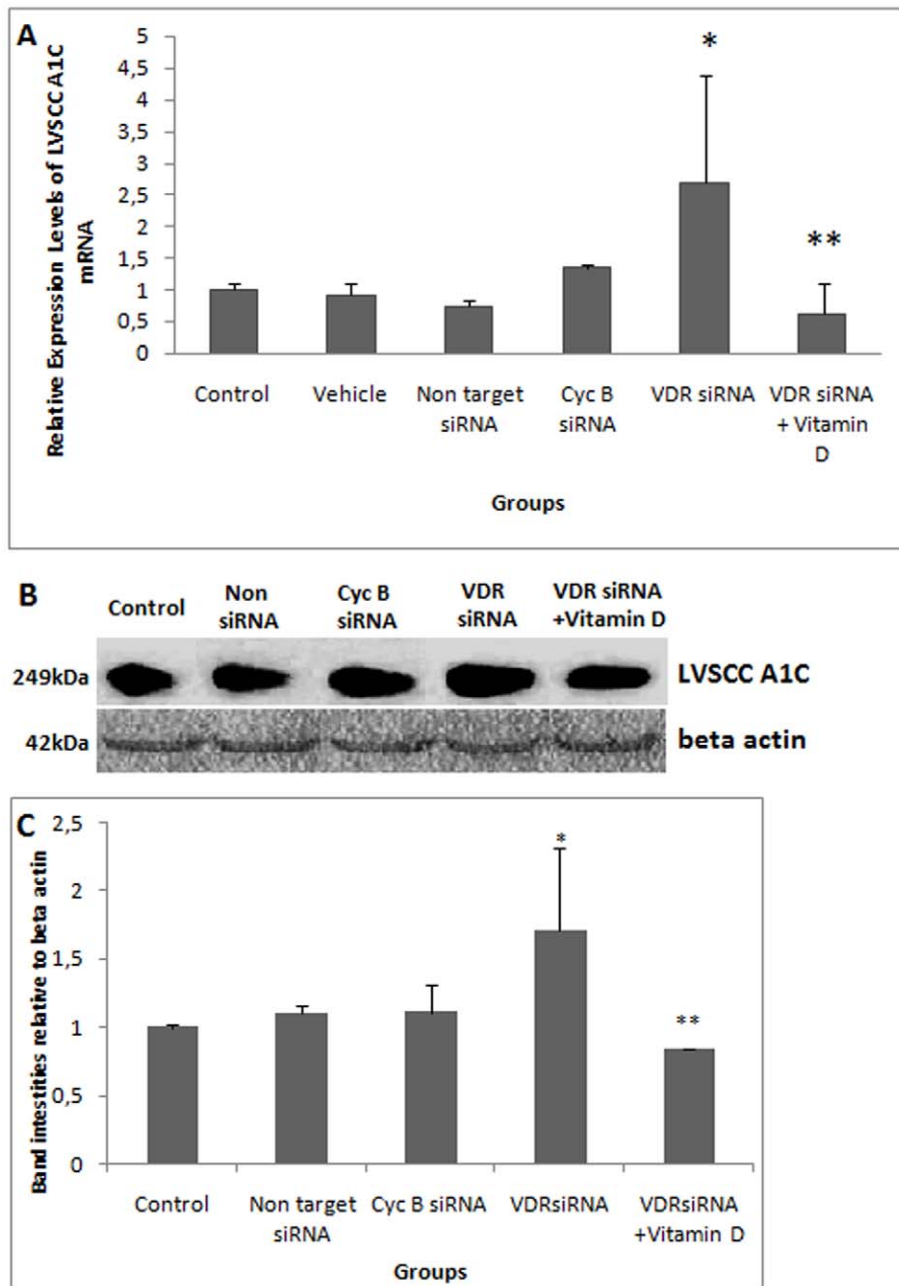 A
Relative Expression Levels of LVSCC A1C
mRNA
5
4,5
4
3,5
3
2,5
2
1,5
1
0,5
0
*
**
Control
Vehicle
Non target
siRNA
Cyc B
siRNA
VDR siRNA
VDR siRNA
+ Vitamin
D
Groups
B
Control
Non
siRNA
Cyc B
siRNA
VDR
siRNA
VDR siRNA
+Vitamin D
249kDa
LVSCC A1C
42kDa
beta actin
C
Band intestities relative to beta actin
2,5
2
1,5
1
0,5
0
*
**
Control
Non target
siRNA
Cyc B siRNA
VDRsiRNA
VDRsiRNA
+Vitamin D
Groups